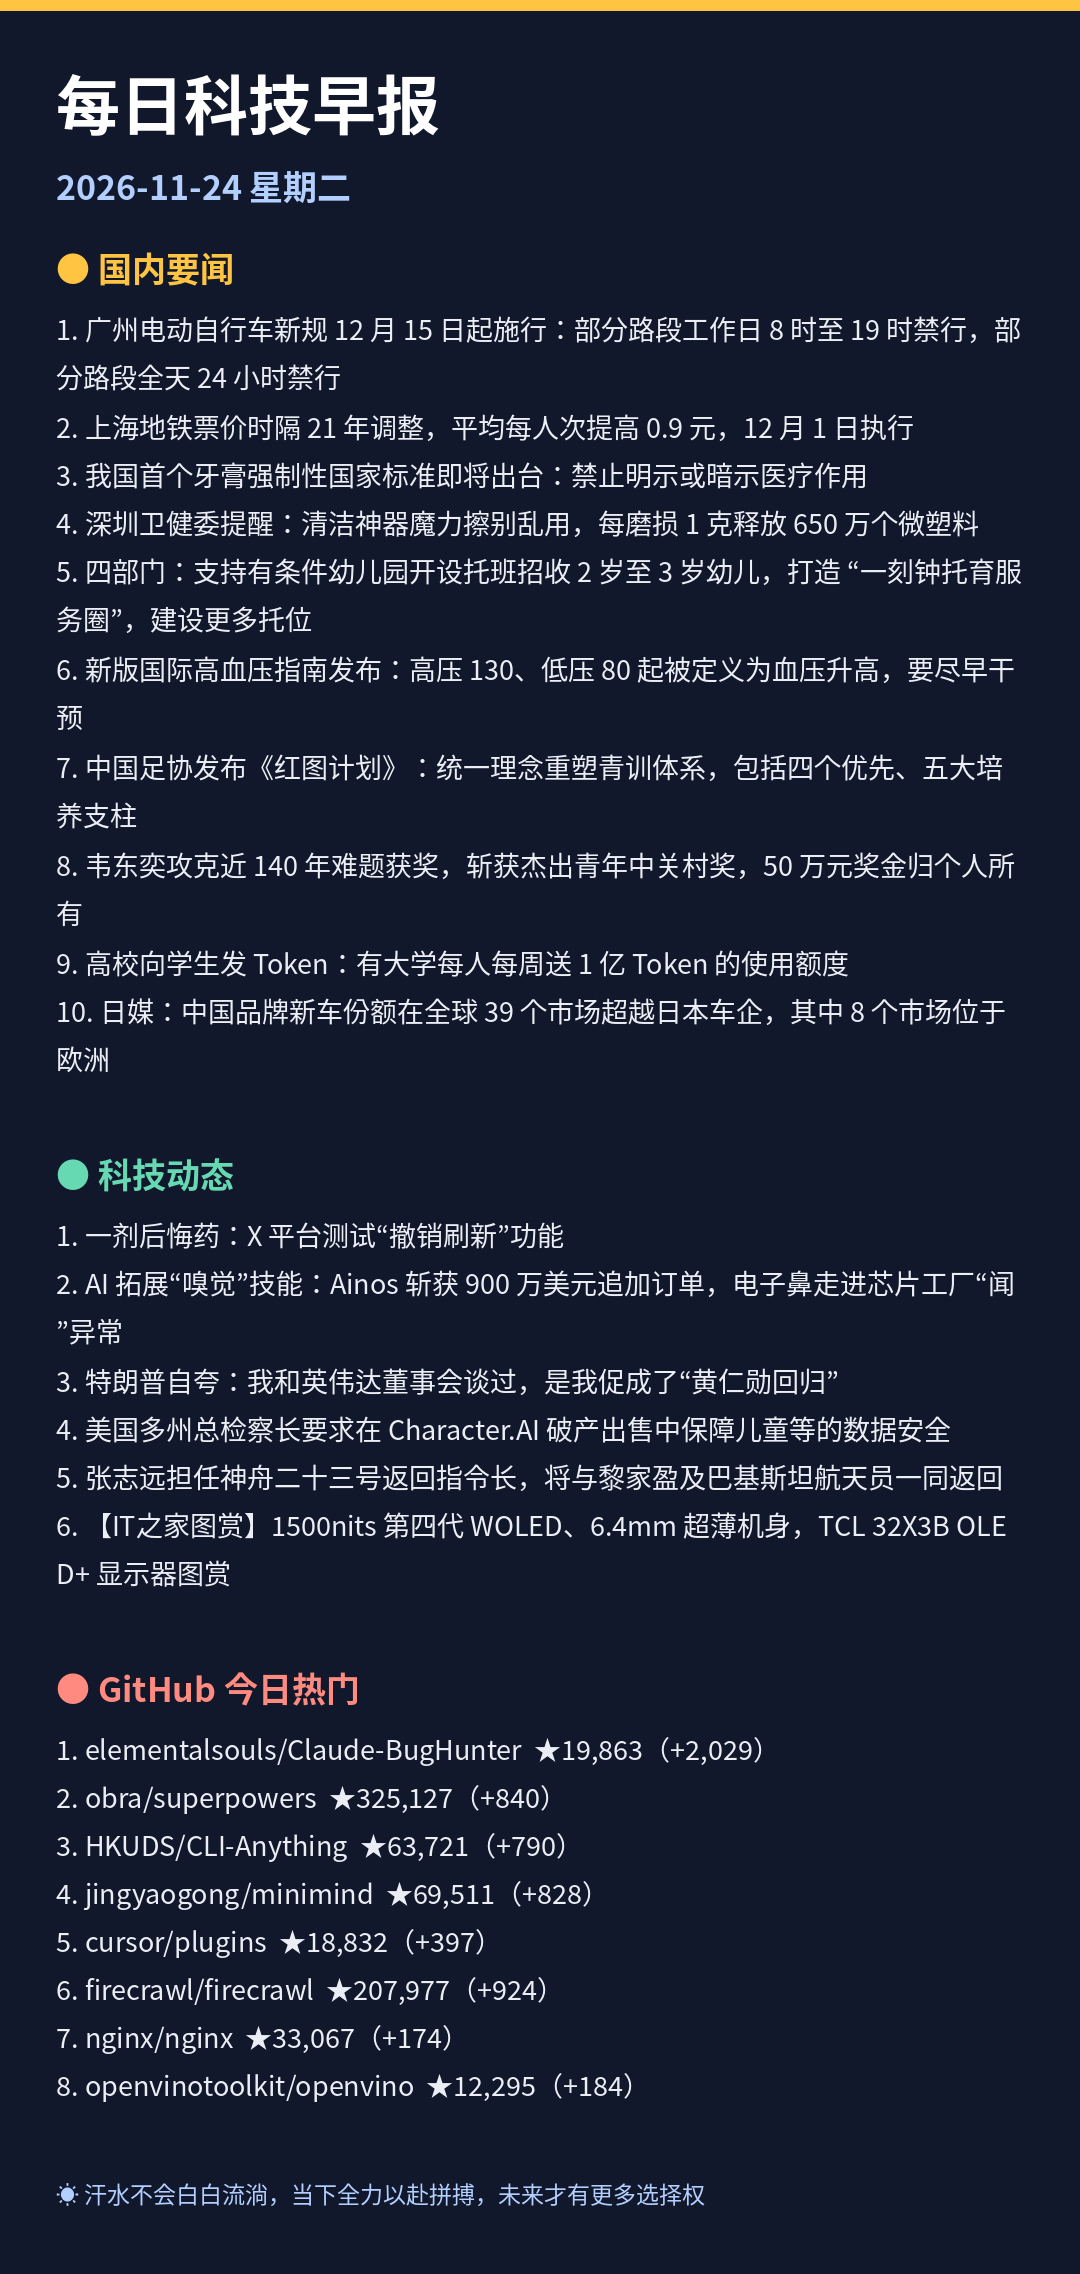 每日科技早报
2026-11-24 星期二
● 国内要闻
1. 广州电动自行车新规 12 月 15 日起施行：部分路段工作日 8 时至 19 时禁行，部
分路段全天 24 小时禁行
2. 上海地铁票价时隔 21 年调整，平均每人次提高 0.9 元，12 月 1 日执行
3. 我国首个牙膏强制性国家标准即将出台：禁止明示或暗示医疗作用
4. 深圳卫健委提醒：清洁神器魔力擦别乱用，每磨损 1 克释放 650 万个微塑料
5. 四部门：支持有条件幼儿园开设托班招收 2 岁至 3 岁幼儿，打造 “一刻钟托育服
务圈”，建设更多托位
6. 新版国际高血压指南发布：高压 130、低压 80 起被定义为血压升高，要尽早干
预
7. 中国足协发布《红图计划》：统一理念重塑青训体系，包括四个优先、五大培
养支柱
8. 韦东奕攻克近 140 年难题获奖，斩获杰出青年中关村奖，50 万元奖金归个人所
有
9. 高校向学生发 Token：有大学每人每周送 1 亿 Token 的使用额度
10. 日媒：中国品牌新车份额在全球 39 个市场超越日本车企，其中 8 个市场位于
欧洲
● 科技动态
1. 一剂后悔药：X 平台测试“撤销刷新”功能
2. AI 拓展“嗅觉”技能：Ainos 斩获 900 万美元追加订单，电子鼻走进芯片工厂“闻
”异常
3. 特朗普自夸：我和英伟达董事会谈过，是我促成了“黄仁勋回归”
4. 美国多州总检察长要求在 Character.AI 破产出售中保障儿童等的数据安全
5. 张志远担任神舟二十三号返回指令长，将与黎家盈及巴基斯坦航天员一同返回
6. 【IT之家图赏】1500nits 第四代 WOLED、6.4mm 超薄机身，TCL 32X3B OLE
D+ 显示器图赏
● GitHub 今日热门
1. elementalsouls/Claude-BugHunter ★19,863（+2,029）
2. obra/superpowers ★325,127（+840）
3. HKUDS/CLI-Anything ★63,721（+790）
4. jingyaogong/minimind ★69,511（+828）
5. cursor/plugins ★18,832（+397）
6. firecrawl/firecrawl ★207,977（+924）
7. nginx/nginx ★33,067（+174）
8. openvinotoolkit/openvino ★12,295（+184）
☀ 汗水不会白白流淌，当下全力以赴拼搏，未来才有更多选择权